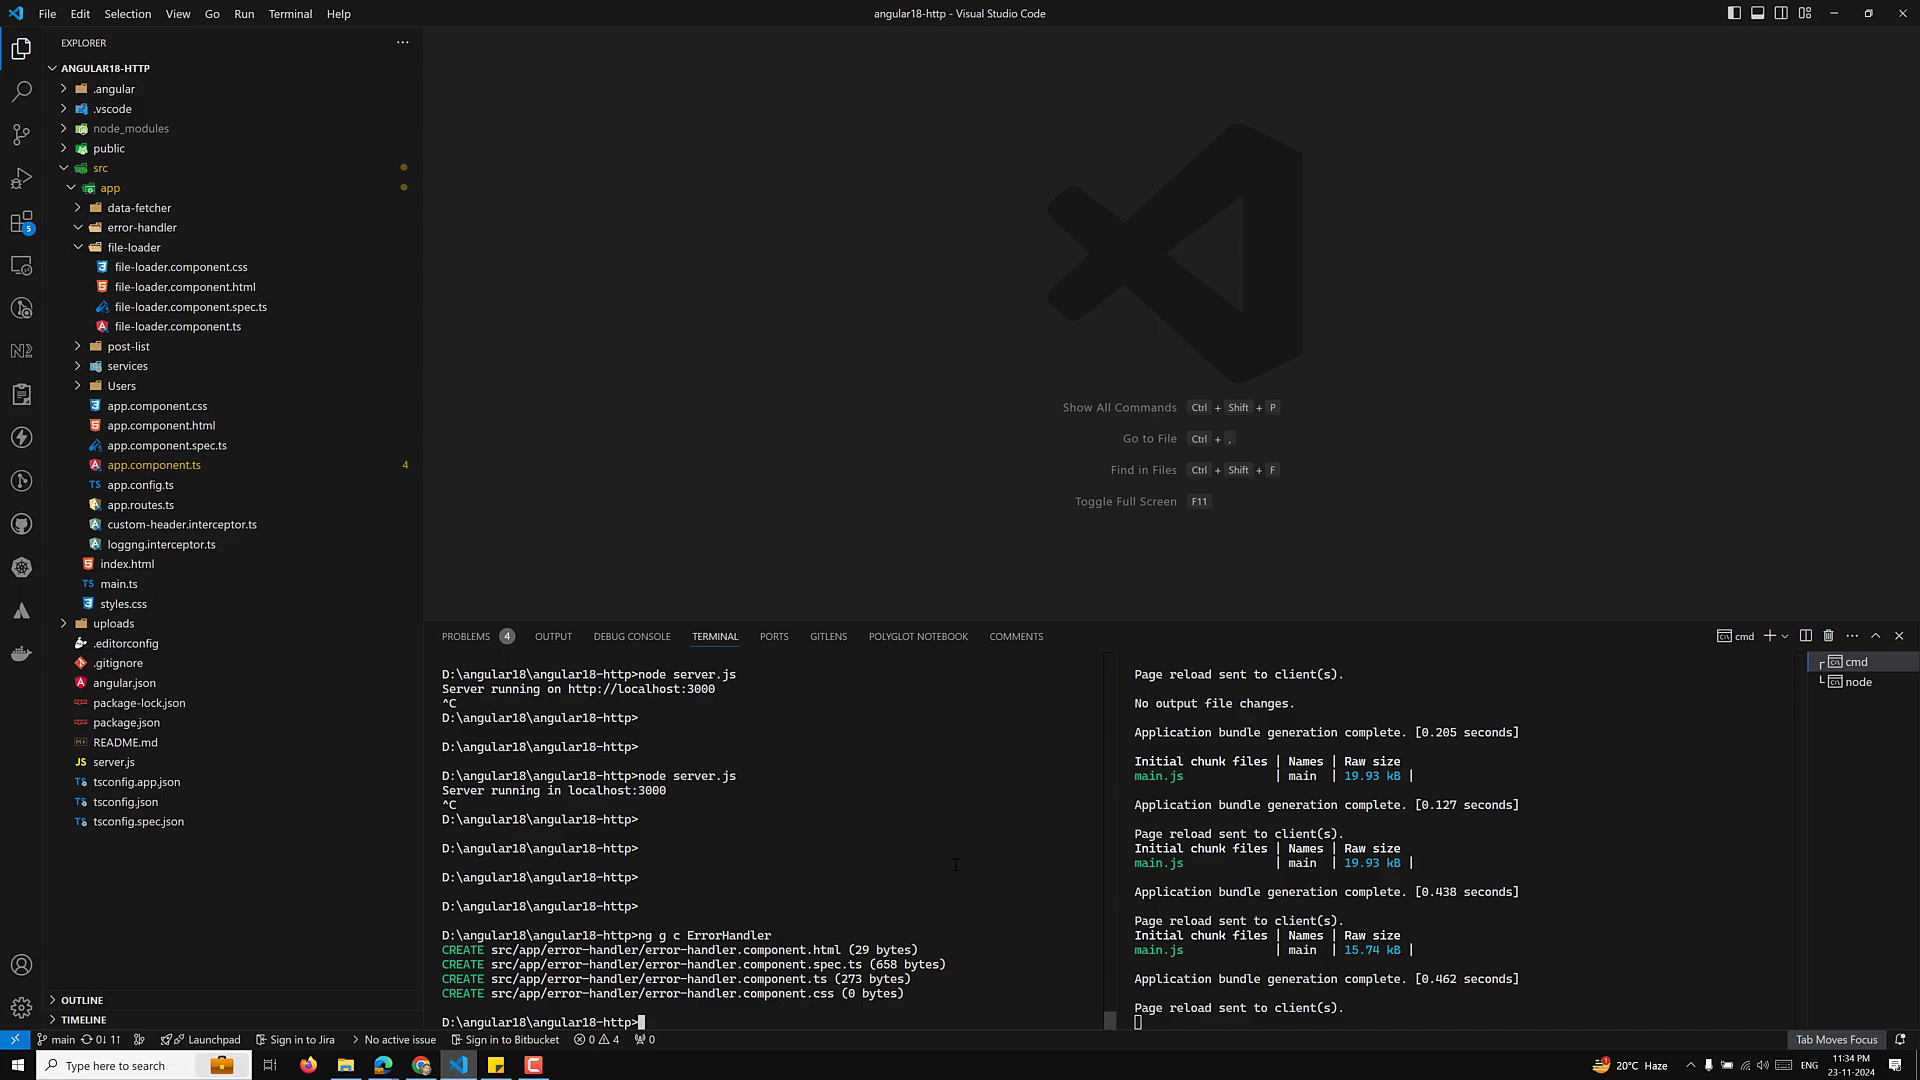 File Edit Selection View Go Run Terminal Help
angular18-http - Visual Studio Code
EXPLORER
ANGULAR18-HTTP
.angular
.vscode
node_modules
public
src
app
data-fetcher
error-handler
file-loader
file-loader.component.css
file-loader.component.html
file-loader.component.spec.ts
file-loader.component.ts
post-list
services
Users
app.component.css
app.component.html
app.component.spec.ts
app.component.ts 4
app.config.ts
app.routes.ts
custom-header.interceptor.ts
loggng.interceptor.ts
index.html
main.ts
styles.css
uploads
.editorconfig
.gitignore
angular.json
package-lock.json
package.json
README.md
server.js
tsconfig.app.json
tsconfig.json
tsconfig.spec.json
OUTLINE
TIMELINE
5
Show All Commands Ctrl + Shift + P
Go to File Ctrl + ,
Find in Files Ctrl + Shift + F
Toggle Full Screen F11
PROBLEMS 4 OUTPUT DEBUG CONSOLE TERMINAL PORTS GITLENS POLYGLOT NOTEBOOK COMMENTS
cmd
D:\angular18\angular18-http>node server.js
Server running on http://localhost:3000
^C
D:\angular18\angular18-http>
D:\angular18\angular18-http>
D:\angular18\angular18-http>node server.js
Server running in localhost:3000
^C
D:\angular18\angular18-http>
D:\angular18\angular18-http>
D:\angular18\angular18-http>
D:\angular18\angular18-http>
D:\angular18\angular18-http>ng g c ErrorHandler
CREATE src/app/error-handler/error-handler.component.html (29 bytes)
CREATE src/app/error-handler/error-handler.component.spec.ts (658 bytes)
CREATE src/app/error-handler/error-handler.component.ts (273 bytes)
CREATE src/app/error-handler/error-handler.component.css (0 bytes)
D:\angular18\angular18-http>
Page reload sent to client(s).
No output file changes.
Application bundle generation complete. [0.205 seconds]
Initial chunk files | Names | Raw size
main.js | main | 19.93 kB |
Application bundle generation complete. [0.127 seconds]
Page reload sent to client(s).
Initial chunk files | Names | Raw size
main.js | main | 19.93 kB |
Application bundle generation complete. [0.438 seconds]
Page reload sent to client(s).
Initial chunk files | Names | Raw size
main.js | main | 15.74 kB |
Application bundle generation complete. [0.462 seconds]
Page reload sent to client(s).
cmd
node
main 0↓ 1↑ Launchpad Sign in to Jira No active issue Sign in to Bitbucket 0 4 0
Tab Moves Focus
Type here to search
1 20°C Haze ENG
11:34 PM
23-11-2024